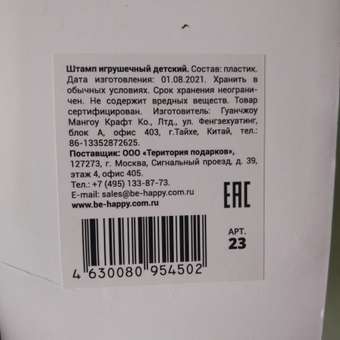 Штамп игрушечный детский. Состав: пластик.
Дата изготовления: 01.08.2021. Хранить в
обычных условиях. Срок хранения неограни-
чен. Не содержит вредных веществ. Товар
сертифицирован. Изготовитель: Гуанчжоу
Мангоу Крафт Ко., Лтд., ул. Фенгзехуатинг,
блок А, офис 403, г.Тайхе, Китай, тел.:
86-13352872625.
Поставщик: ООО «Територия подарков»,
127273, г. Москва, Сигнальный проезд, д. 39,
этаж 4, офис 405.
Тел.: +7 (495) 133-87-73.
E-mail: sales@be-happy.com.ru
www.be-happy.com.ru
EAC
АРТ.
23
4 630080 954502